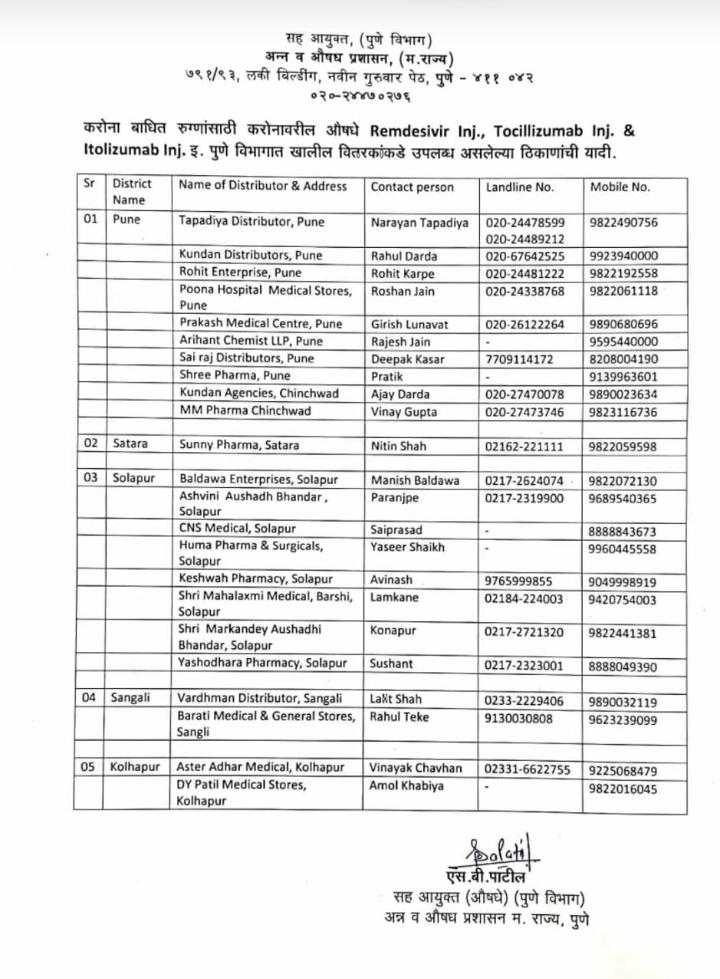 सह आयुक्त, (पुणे विभाग)
अन्न व औषध प्रशासन, (म.राज्य)
७९१/९३, लकी बिल्डींग, नवीन गुरुवार पेठ, पुणे - ४११ ०४२
०२०-२४४७०२७६
करोना बाधित रुग्णांसाठी करोनावरील औषधे Remdesivir Inj., Tocillizumab Inj. &
Itolizumab Inj. इ. पुणे विभागात खालील वितरकांकडे उपलब्ध असलेल्या ठिकाणांची यादी.
Sr District Name of Distributor & Address Contact person Landline No. Mobile No.
Name
01 Pune Tapadiya Distributor, Pune Narayan Tapadiya 020-24478599 9822490756
020-24489212
Kundan Distributors, Pune Rahul Darda 020-67642525 9923940000
Rohit Enterprise, Pune Rohit Karpe 020-24481222 9822192558
Poona Hospital Medical Stores, Roshan Jain 020-24338768 9822061118
Pune
Prakash Medical Centre, Pune Girish Lunavat 020-26122264 9890680696
Arihant Chemist LLP, Pune Rajesh Jain - 9595440000
Sai raj Distributors, Pune Deepak Kasar 7709114172 8208004190
Shree Pharma, Pune Pratik - 9139963601
Kundan Agencies, Chinchwad Ajay Darda 020-27470078 9890023634
MM Pharma Chinchwad Vinay Gupta 020-27473746 9823116736
02 Satara Sunny Pharma, Satara Nitin Shah 02162-221111 9822059598
03 Solapur Baldawa Enterprises, Solapur Manish Baldawa 0217-2624074 9822072130
Ashvini Aushadh Bhandar, Paranjpe 0217-2319900 9689540365
Solapur
CNS Medical, Solapur Saiprasad - 8888843673
Huma Pharma & Surgicals, Yaseer Shaikh - 9960445558
Solapur
Keshwah Pharmacy, Solapur Avinash 9765999855 9049998919
Shri Mahalaxmi Medical, Barshi, Lamkane 02184-224003 9420754003
Solapur
Shri Markandey Aushadhi Konapur 0217-2721320 9822441381
Bhandar, Solapur
Yashodhara Pharmacy, Solapur Sushant 0217-2323001 8888049390
04 Sangali Vardhman Distributor, Sangali Lalit Shah 0233-2229406 9890032119
Barati Medical & General Stores, Rahul Teke 9130030808 9623239099
Sangli
05 Kolhapur Aster Adhar Medical, Kolhapur Vinayak Chavhan 02331-6622755 9225068479
DY Patil Medical Stores, Amol Khabiya - 9822016045
Kolhapur
एस.बी.पाटील
सह आयुक्त (औषधे) (पुणे विभाग)
अन्न व औषध प्रशासन म. राज्य, पुणे